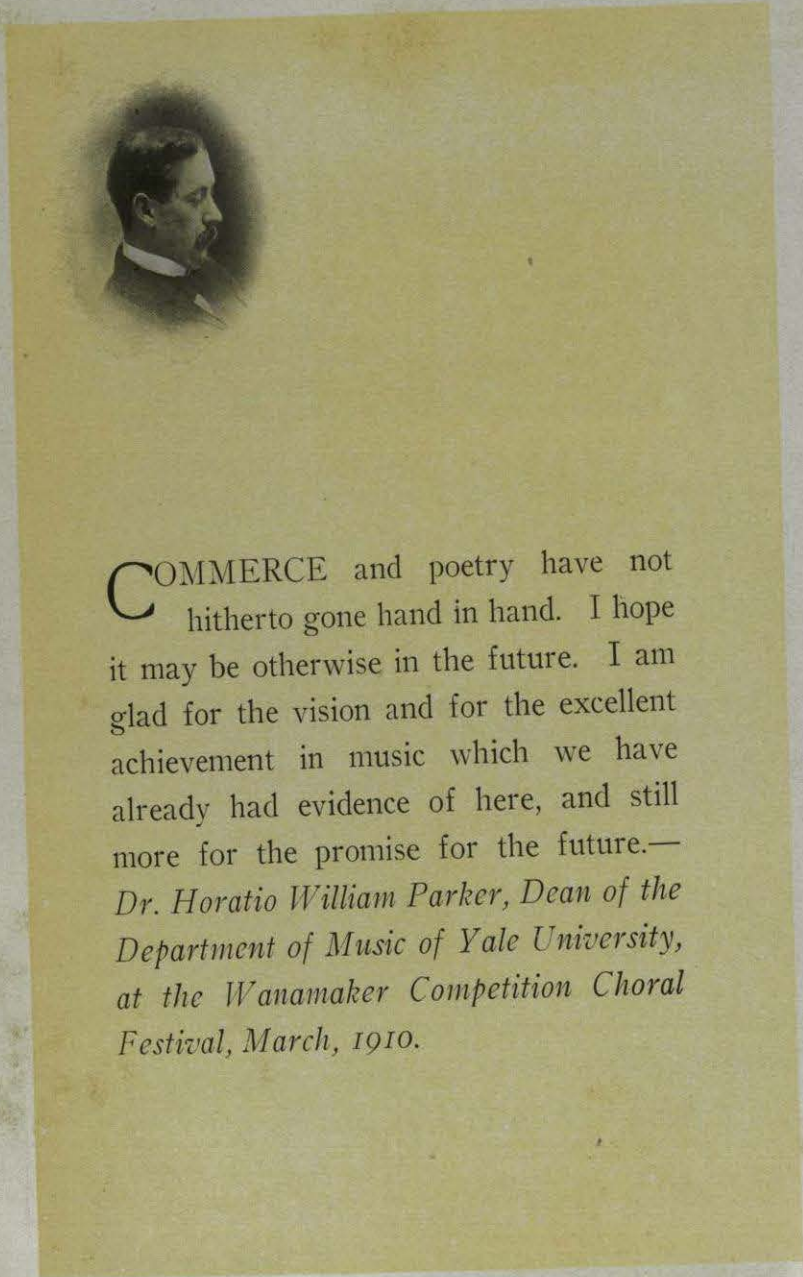 COMMERCE and poetry have not
hitherto gone hand in hand. I hope
it may be otherwise in the future. I am
glad for the vision and for the excellent
achievement in music which we have
already had evidence of here, and still
more for the promise for the future.—
Dr. Horatio William Parker, Dean of the
Department of Music of Yale University,
at the Wanamaker Competition Choral
Festival, March, 1910.